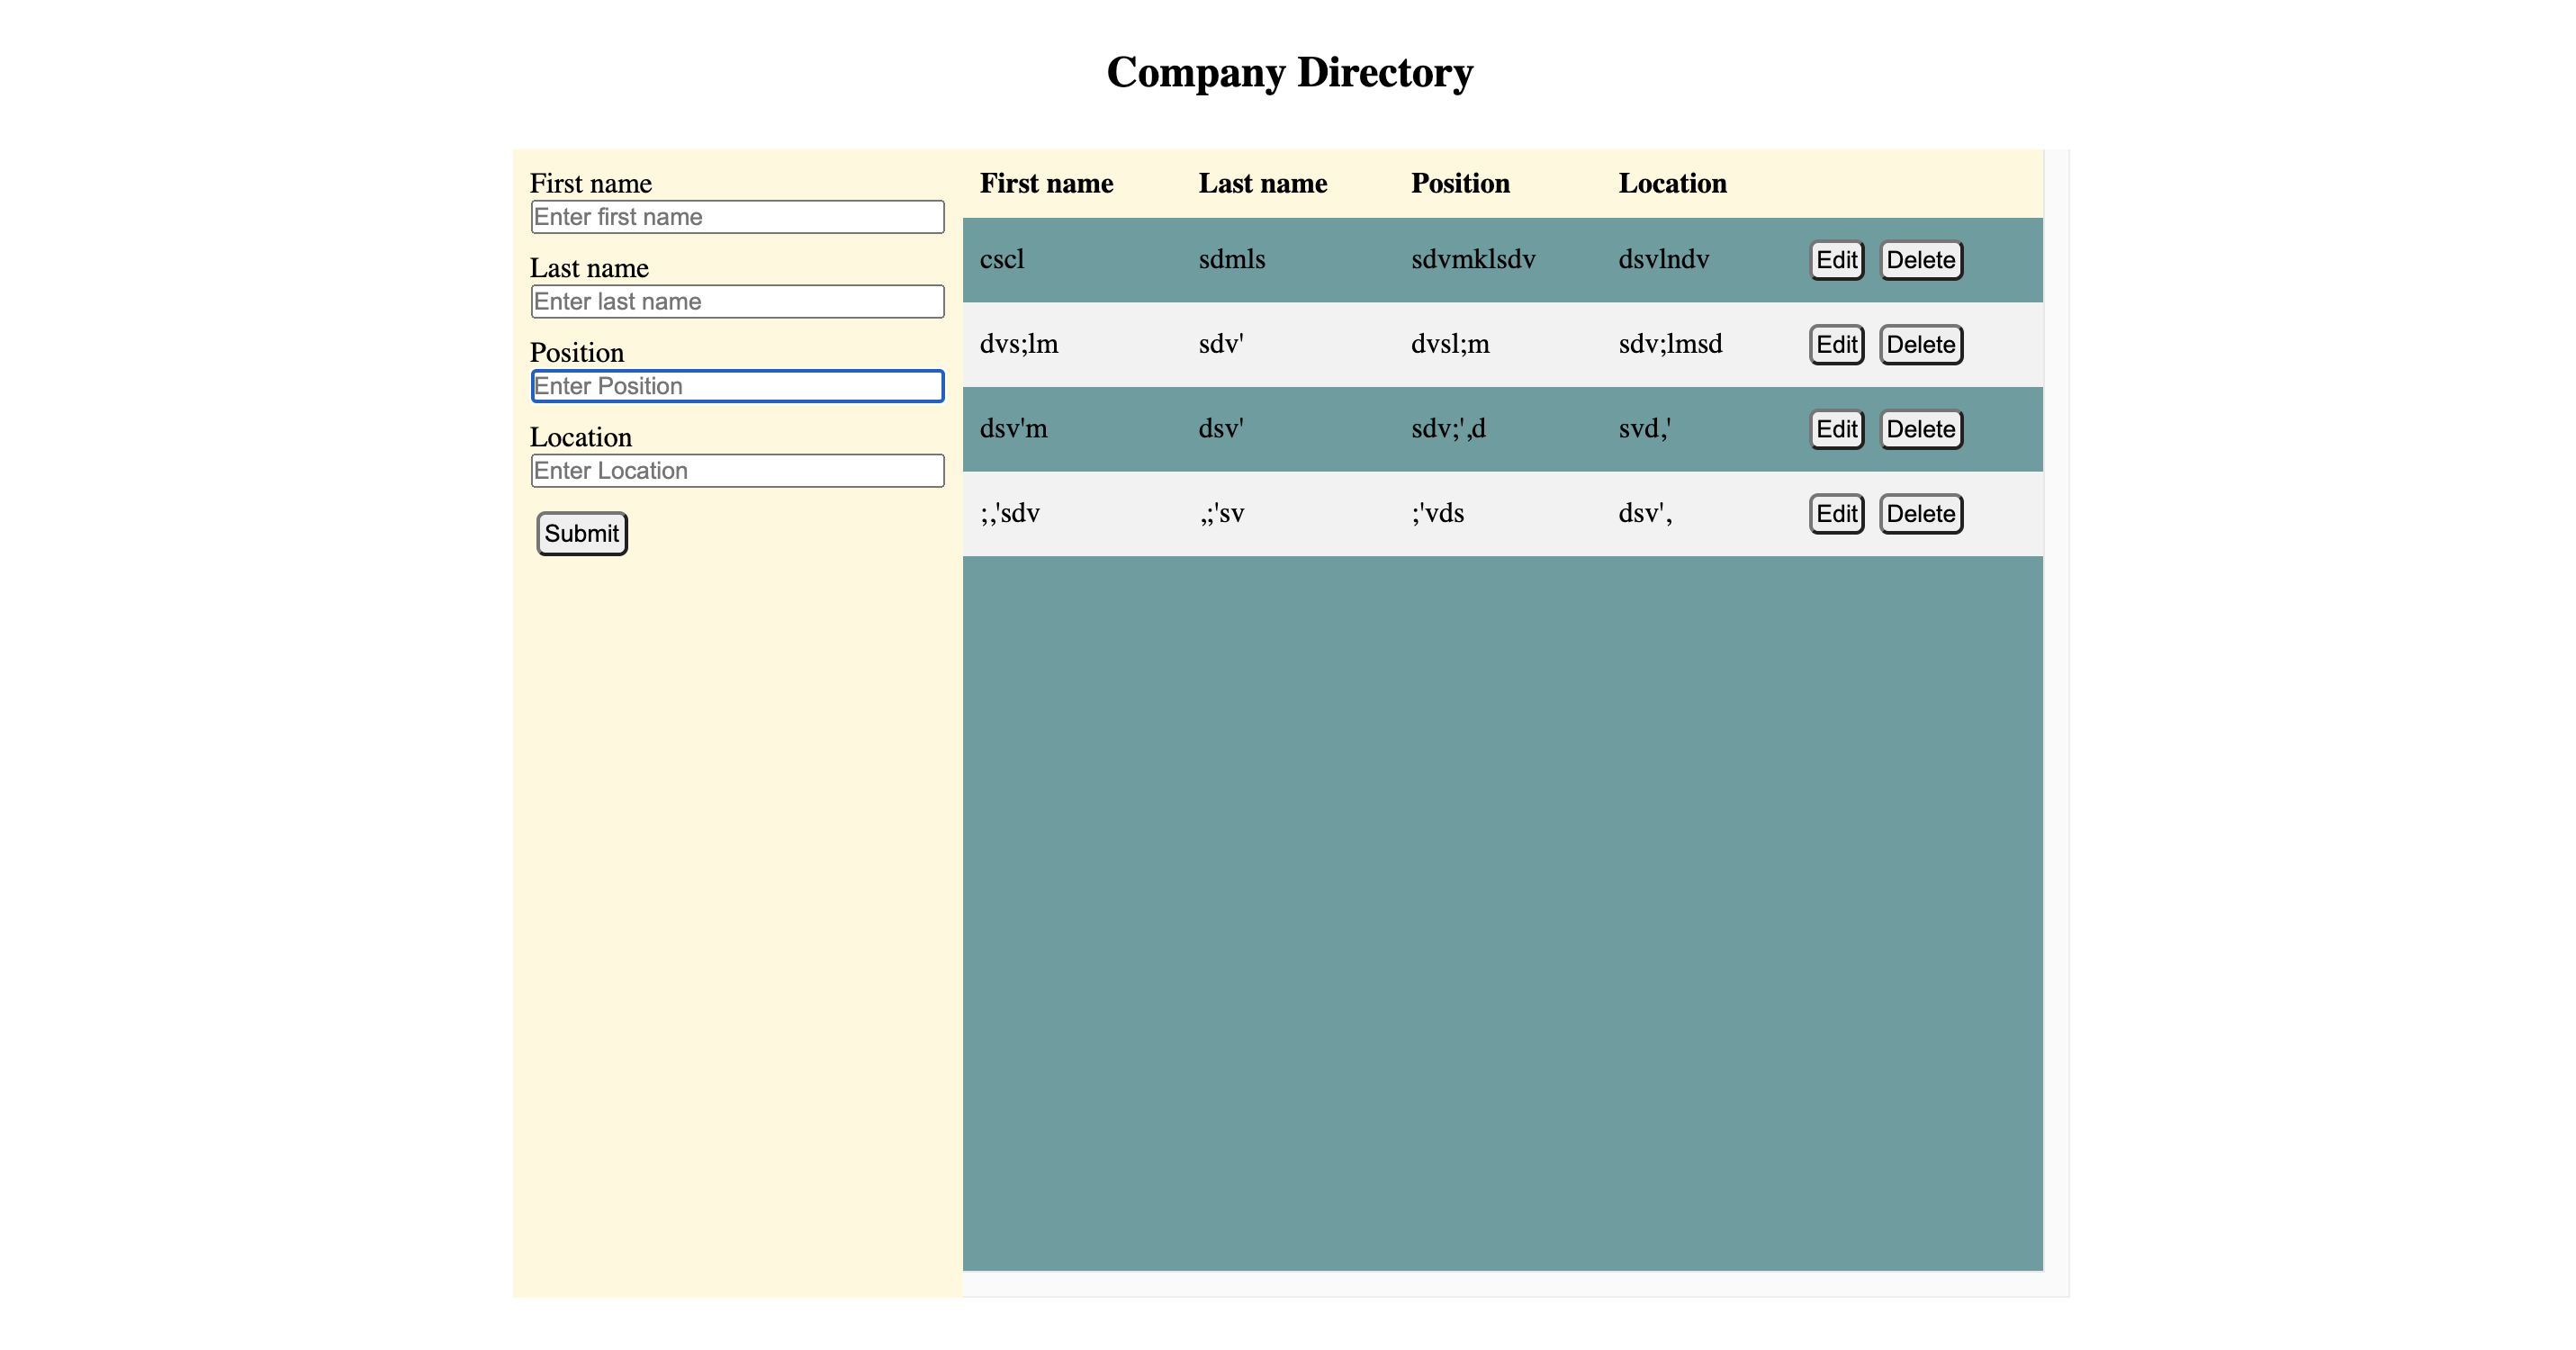 Company Directory
First name
Enter first name
Last name
Enter last name
Position
Enter Position
Location
Enter Location
Submit
First name Last name Position Location
cscl sdmls sdvmklsdv dsvlndv Edit Delete
dvs;lm sdv' dvsl;m sdv;lmsd Edit Delete
dsv'm dsv' sdv;',d svd,' Edit Delete
;,'sdv ,;'sv ;'vds dsv', Edit Delete